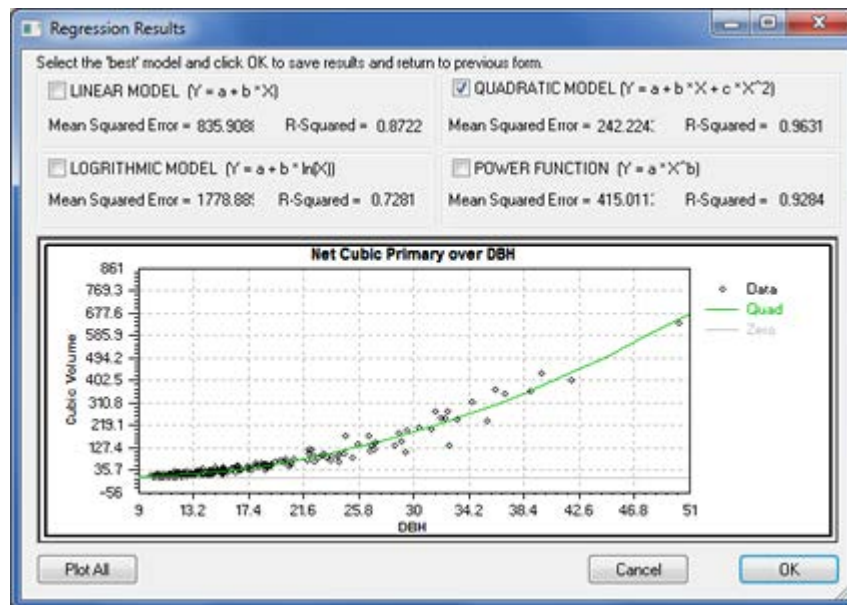 Regression Results
Select the 'best' model and click OK to save results and return to previous form.
LINEAR MODEL (Y = a + b * X)
Mean Squared Error = 835.908 R-Squared = 0.8722
QUADRATIC MODEL (Y = a + b * X + c * X^2)
Mean Squared Error = 242.224 R-Squared = 0.9631
LOGRITHMIC MODEL (Y = a + b * ln(X))
Mean Squared Error = 1778.88 R-Squared = 0.7281
POWER FUNCTION (Y = a * X^b)
Mean Squared Error = 415.011 R-Squared = 0.9284
Net Cubic Primary over DBH
861
769.3
677.6
585.9
494.2
402.5
310.8
219.1
127.4
35.7
-56
Cubic Volume
9 13.2 17.4 21.6 25.8 30 34.2 38.4 42.6 46.8 51
DBH
Data
Quad
Zero
Plot All
Cancel
OK